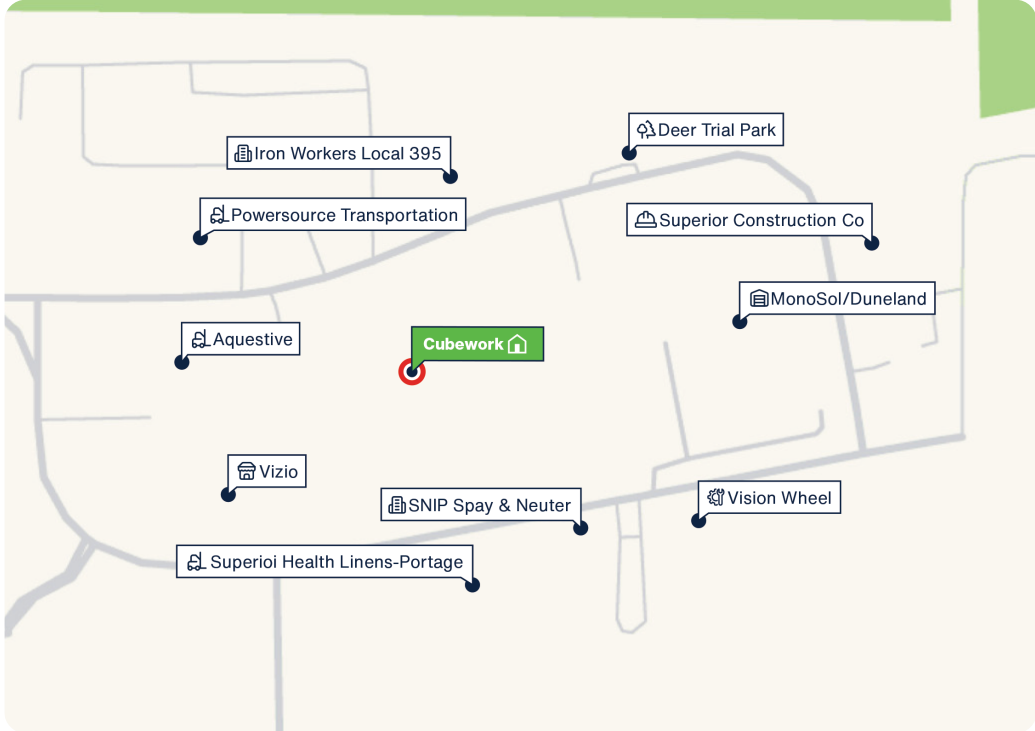 Deer Trial Park
Iron Workers Local 395
Powersource Transportation
Superior Construction Co
MonoSol/Duneland
Aquestive
Cubework
Vizio
SNIP Spay & Neuter
Vision Wheel
Superioi Health Linens-Portage